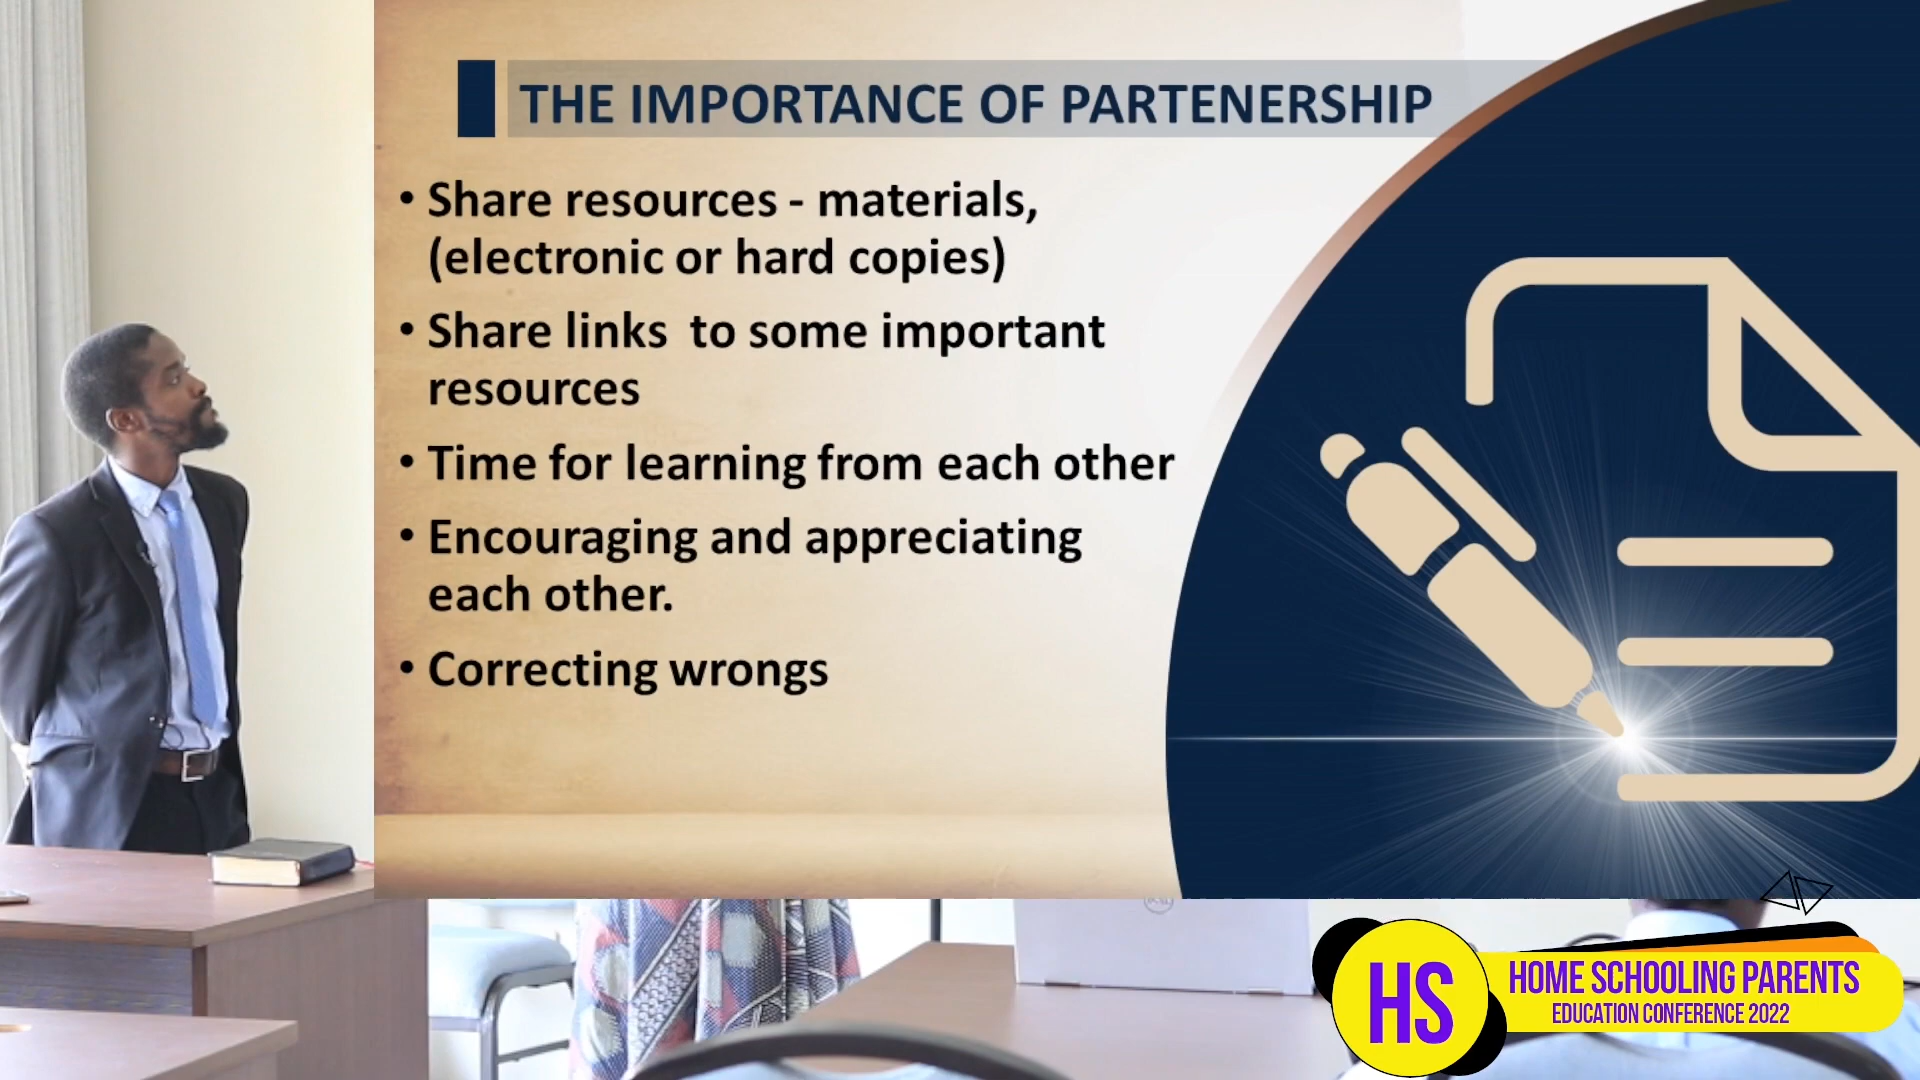 THE IMPORTANCE OF PARTENERSHIP
• Share resources - materials,
(electronic or hard copies)
• Share links to some important
resources
• Time for learning from each other
• Encouraging and appreciating
each other.
• Correcting wrongs
HS
HOME SCHOOLING PARENTS
EDUCATION CONFERENCE 2022